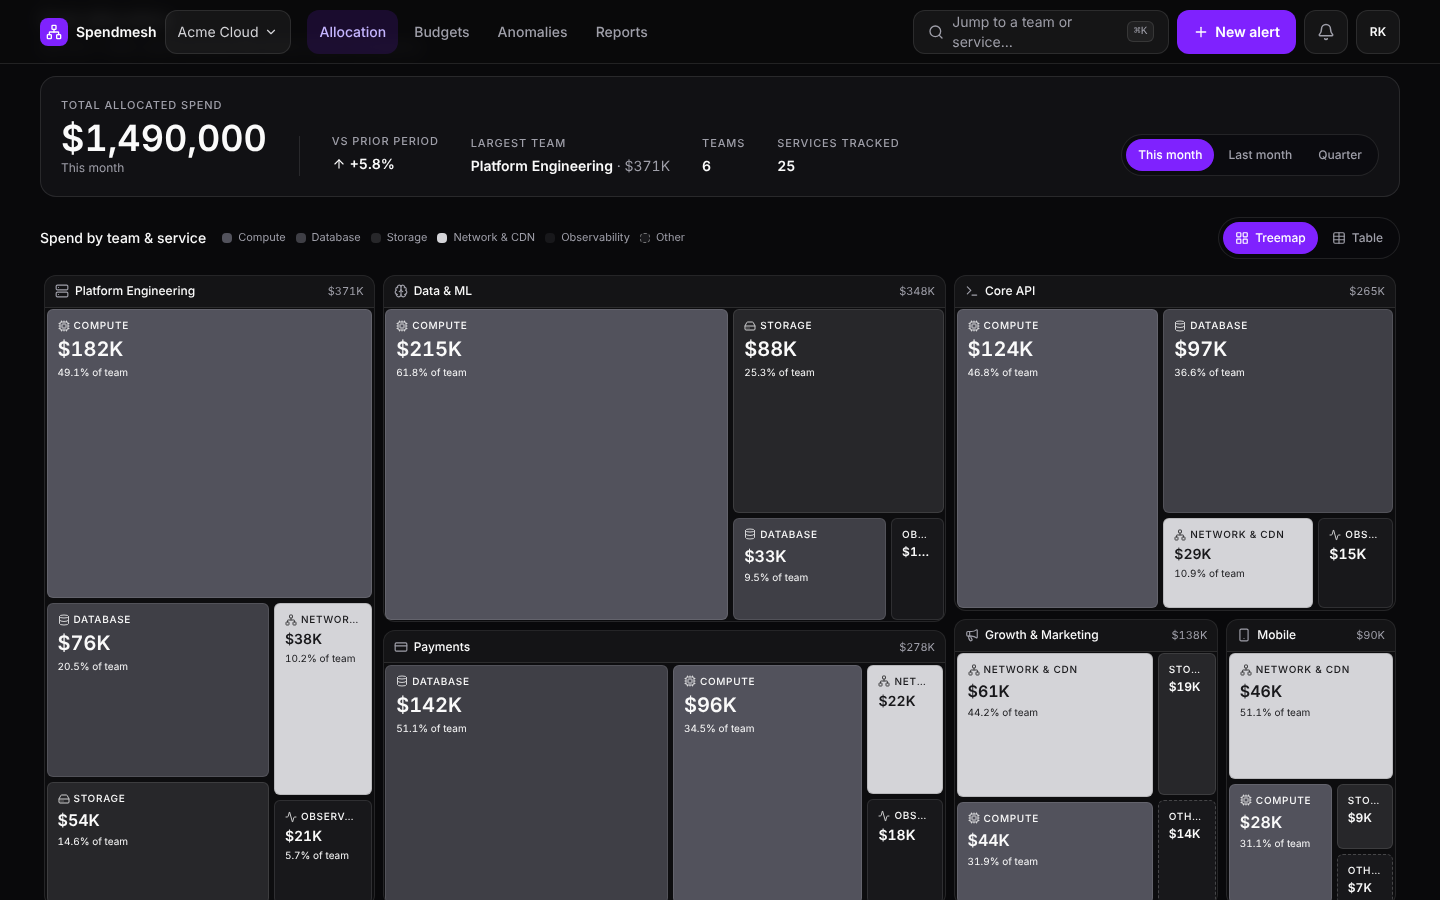 Spendmesh
Acme Cloud
Allocation
Budgets
Anomalies
Reports
Jump to a team or
service...
⌘K
New alert
RK
TOTAL ALLOCATED SPEND
$1,490,000
This month
VS PRIOR PERIOD
↑ +5.8%
LARGEST TEAM
Platform Engineering · $371K
TEAMS
6
SERVICES TRACKED
25
This month
Last month
Quarter
Spend by team & service
Compute
Database
Storage
Network & CDN
Observability
Other
Treemap
Table
Platform Engineering
$371K
COMPUTE
$182K
49.1% of team
DATABASE
$76K
20.5% of team
NETWOR...
$38K
10.2% of team
STORAGE
$54K
14.6% of team
OBSERV...
$21K
5.7% of team
Data & ML
$348K
COMPUTE
$215K
61.8% of team
STORAGE
$88K
25.3% of team
DATABASE
$33K
9.5% of team
OB...
$1...
Payments
$278K
DATABASE
$142K
51.1% of team
COMPUTE
$96K
34.5% of team
NET...
$22K
OBS...
$18K
Core API
$265K
COMPUTE
$124K
46.8% of team
DATABASE
$97K
36.6% of team
NETWORK & CDN
$29K
10.9% of team
OBS...
$15K
Growth & Marketing
$138K
NETWORK & CDN
$61K
44.2% of team
STO...
$19K
COMPUTE
$44K
31.9% of team
OTH...
$14K
Mobile
$90K
NETWORK & CDN
$46K
51.1% of team
COMPUTE
$28K
31.1% of team
STO...
$9K
OTH...
$7K